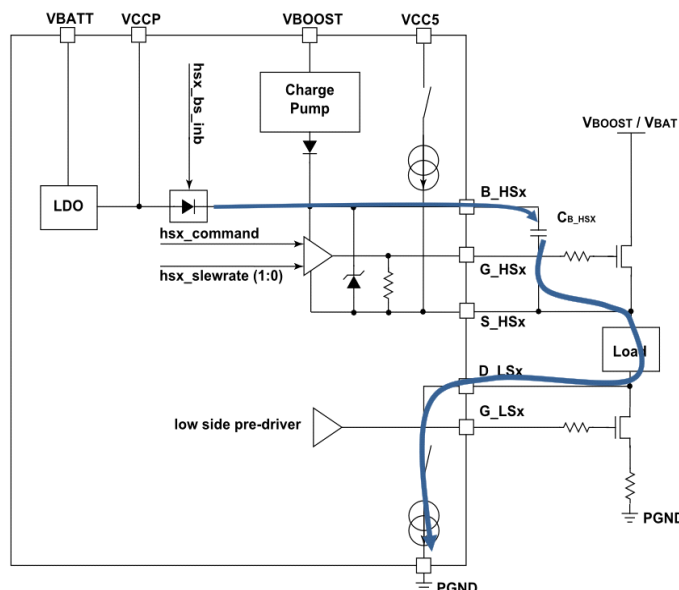 VBATT VCCP VBOOST VCC5
hsx_bs_inb
Charge
Pump
VBOOST / VBAT
LDO
B_HSx
CB_HSX
hsx_command
G_HSx
hsx_slewrate (1:0)
S_HSx
Load
D_LSx
G_LSx
low side pre-driver
PGND
PGND